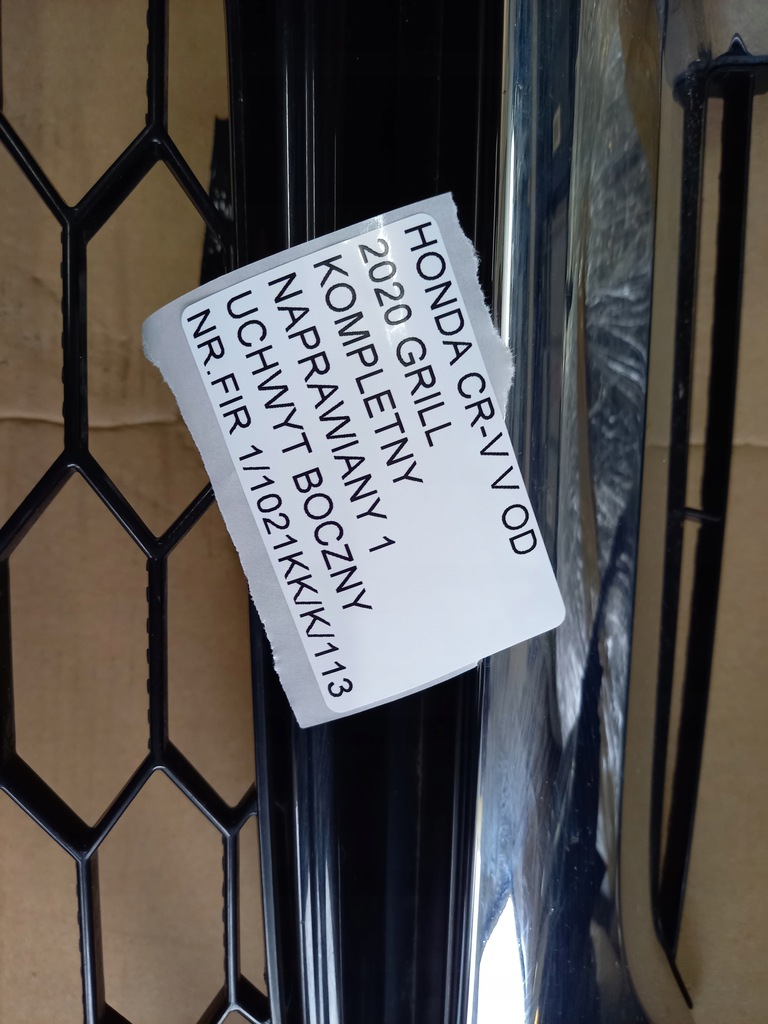 HONDA CR-V V OD
2020 GRILL
KOMPLETNY
NAPRAWIANY 1
UCHWYT BOCZNY
NR.FIR 1/1021KK/K/113